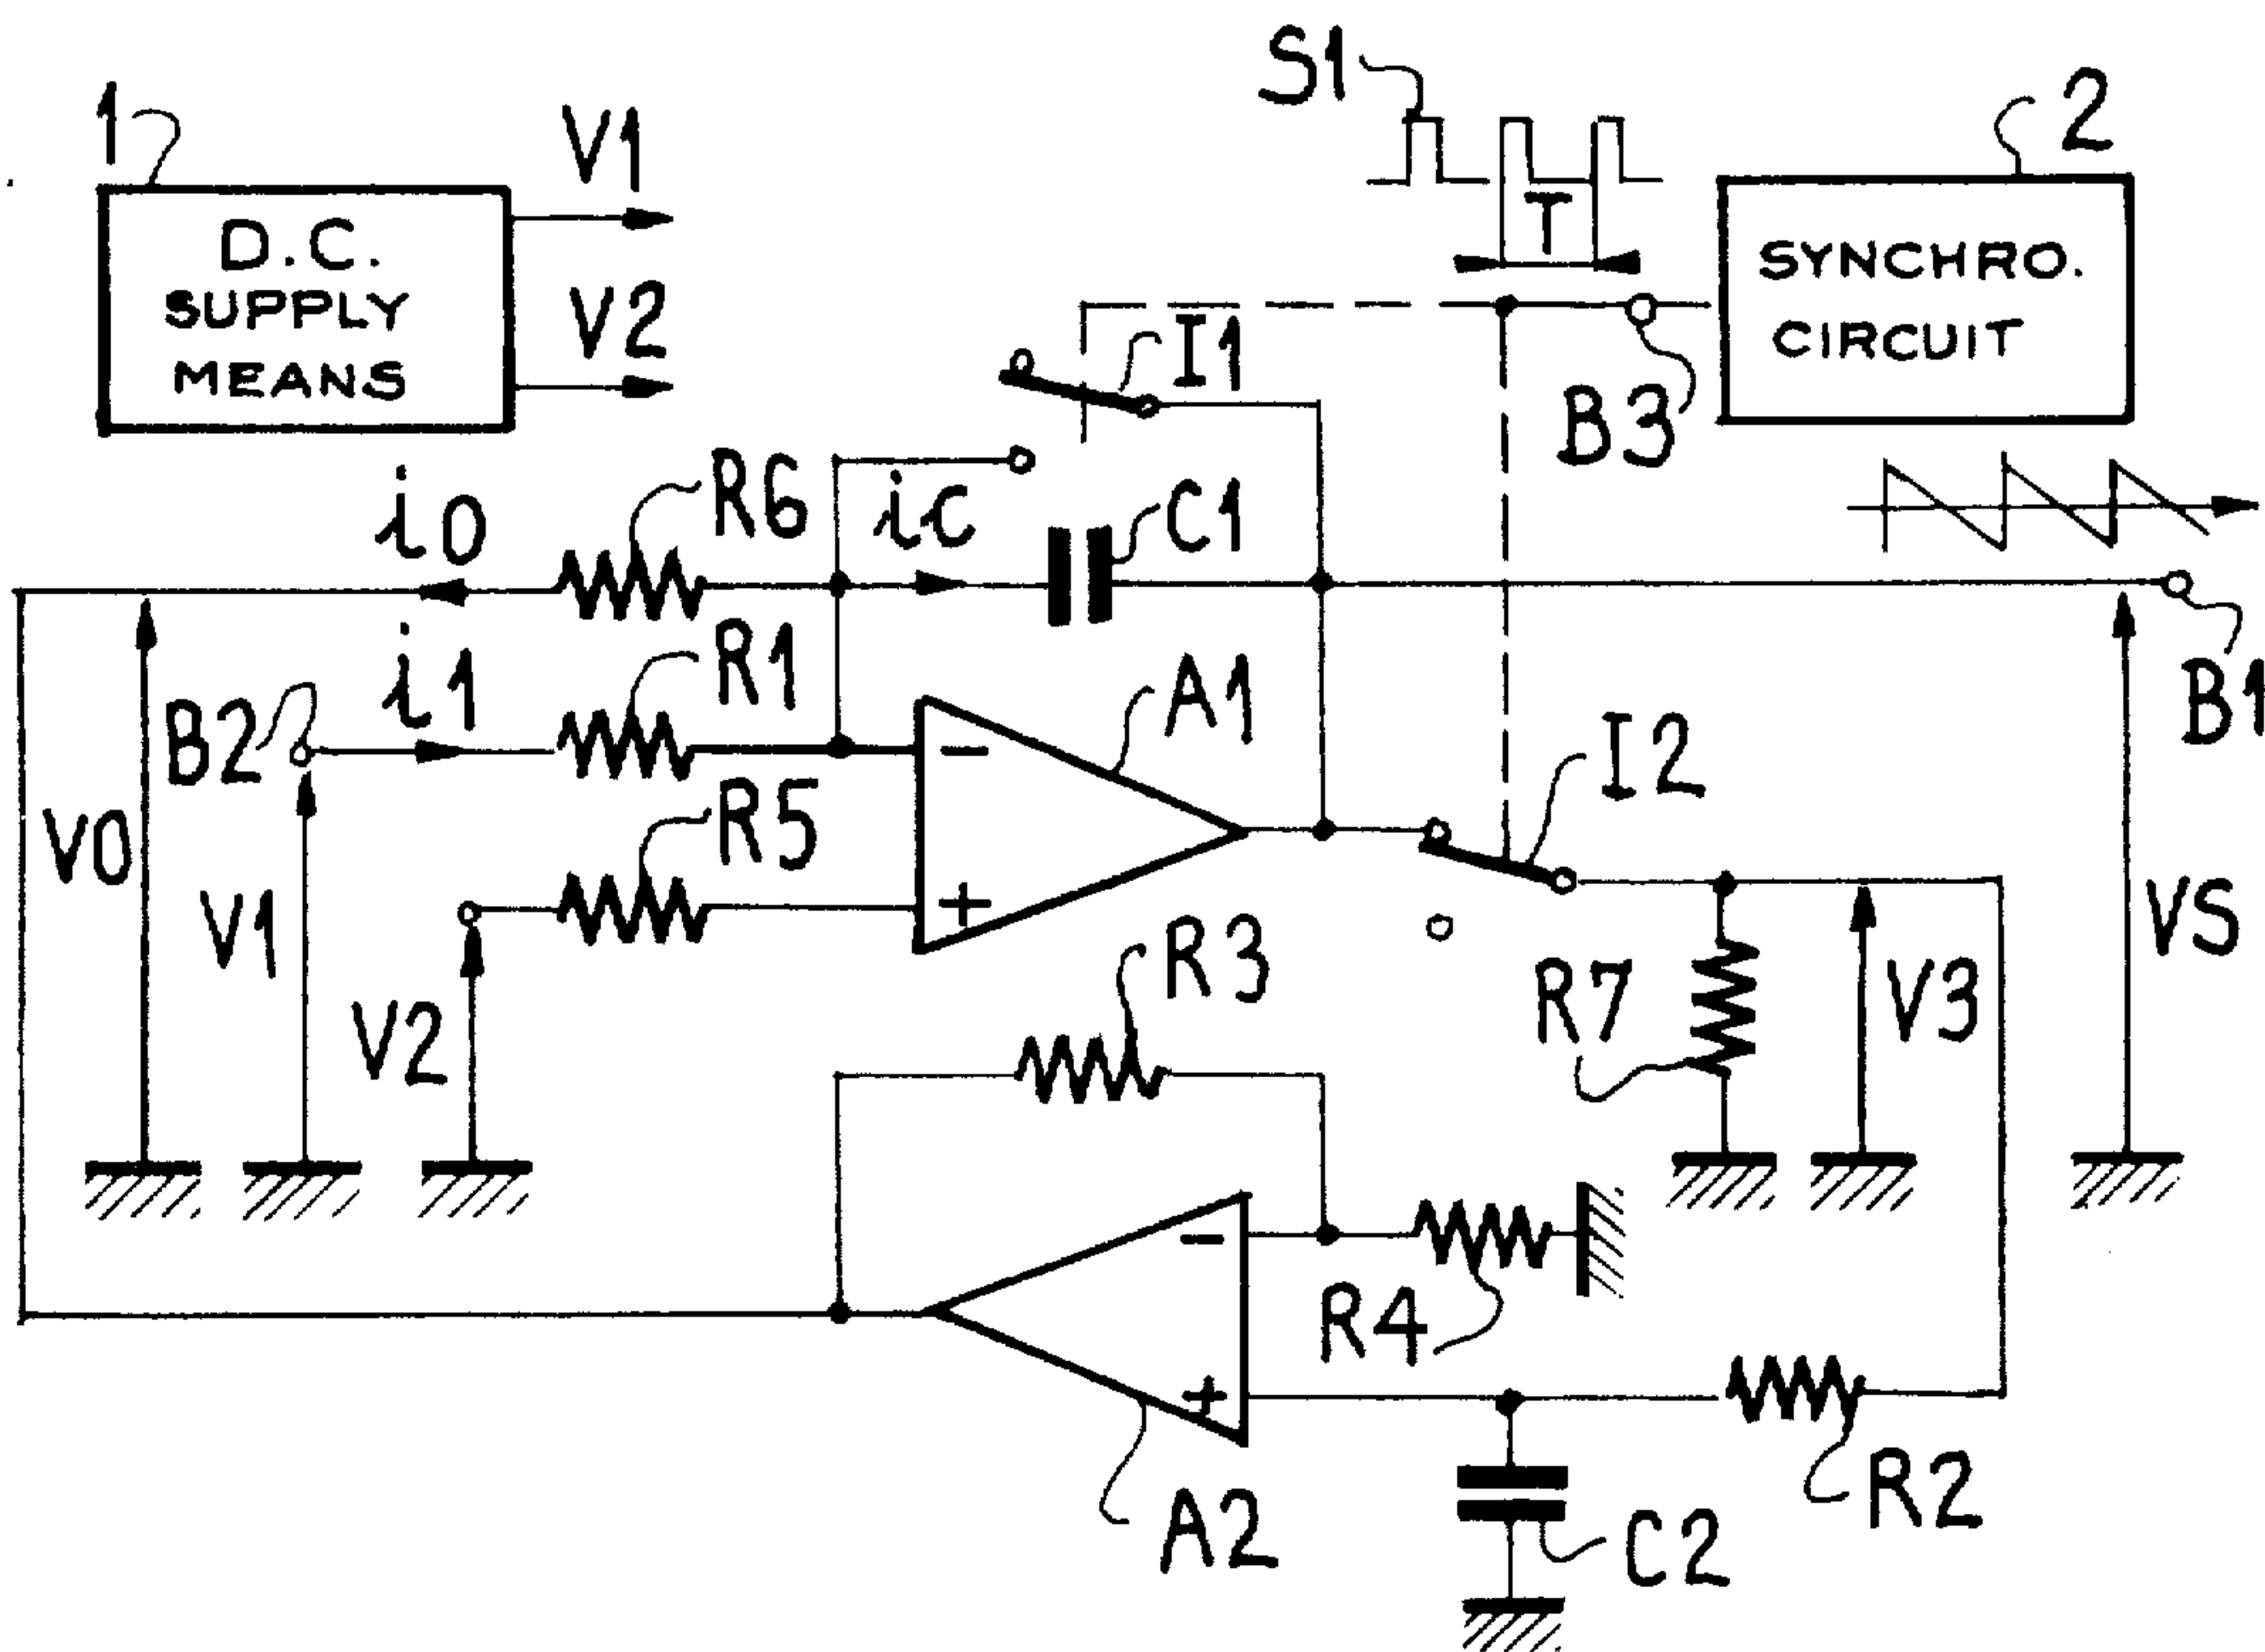 S1
1
2
V1
D.C.
SUPPLY
MEANS
V2
T
SYNCHRO.
CIRCUIT
I1
B3
i0
R6
ic
C1
i1
R1
A1
B2
B1
I2
R5
V0
V1
V2
VS
R3
R7
V3
R4
A2
C2
R2
−
+
−
+